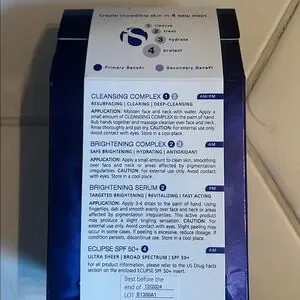 Create incredible skin in 4 easy steps
1 cleanse
2 treat
3 hydrate
4 protect
iS
Primary Benefit
Secondary Benefit
CLEANSING COMPLEX 1 2
AM/PM
RESURFACING | CLEANING | DEEP-CLEANSING
APPLICATION: Moisten face and neck with water. Apply a
small amount of CLEANSING COMPLEX to the palm of hand.
Rub hands together and massage cleanser over face and neck.
Rinse thoroughly and pat dry. CAUTION: For external use only.
Avoid contact with eyes. Store in a cool place.
BRIGHTENING COMPLEX 2 3
SAFE BRIGHTENING | HYDRATING | ANTIOXIDANT
APPLICATION: Apply a small amount to clean skin, smoothing
over face and neck or areas affected by pigmentation
irregularities. CAUTION: For external use only. Avoid contact
with eyes. Store in a cool place.
BRIGHTENING SERUM 2
PM
TARGETED BRIGHTENING | REVITALIZING | FAST ACTING
APPLICATION: Apply 3-4 drops to the palm of hand. Using
fingertips, dab and smooth evenly over face and neck or areas
affected by pigmentation irregularities. This active product
may produce a slight tingling sensation. CAUTION: For
external use only. Avoid contact with eyes. Slight peeling may
occur in some cases. If peeling is excessive, reduce dosage. If
condition persists, discontinue use. Store in a cool place.
ECLIPSE SPF 50+ 4
AM
ULTRA SHEER | BROAD SPECTRUM | SPF 50+
For all product information, please refer to the US Drug Facts
section on the enclosed ECLIPSE SPF 50+ insert.
Best before the
end of 12/2024
LOT